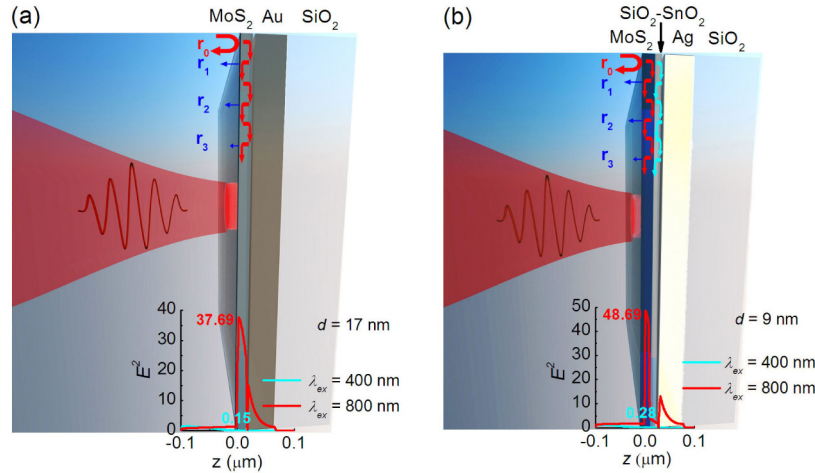 (a)
MoS₂ Au SiO₂
r₀
r₁
r₂
r₃
40
30
20
10
0
E²
37.69
0.15
d = 17 nm
λex = 400 nm
λex = 800 nm
-0.1 0.0 0.1
z (μm)
(b)
SiO₂-SnO₂
MoS₂ Ag SiO₂
r₀
r₁
r₂
r₃
50
40
30
20
10
0
E²
48.69
0.28
d = 9 nm
λex = 400 nm
λex = 800 nm
-0.1 0.0 0.1
z (μm)